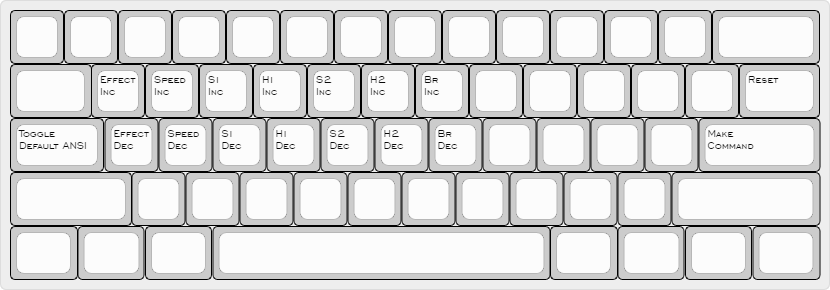 Effect Inc
Speed Inc
S1 Inc
H1 Inc
S2 Inc
H2 Inc
Br Inc
Reset
Toggle Default ANSI
Effect Dec
Speed Dec
S1 Dec
H1 Dec
S2 Dec
H2 Dec
Br Dec
Make Command